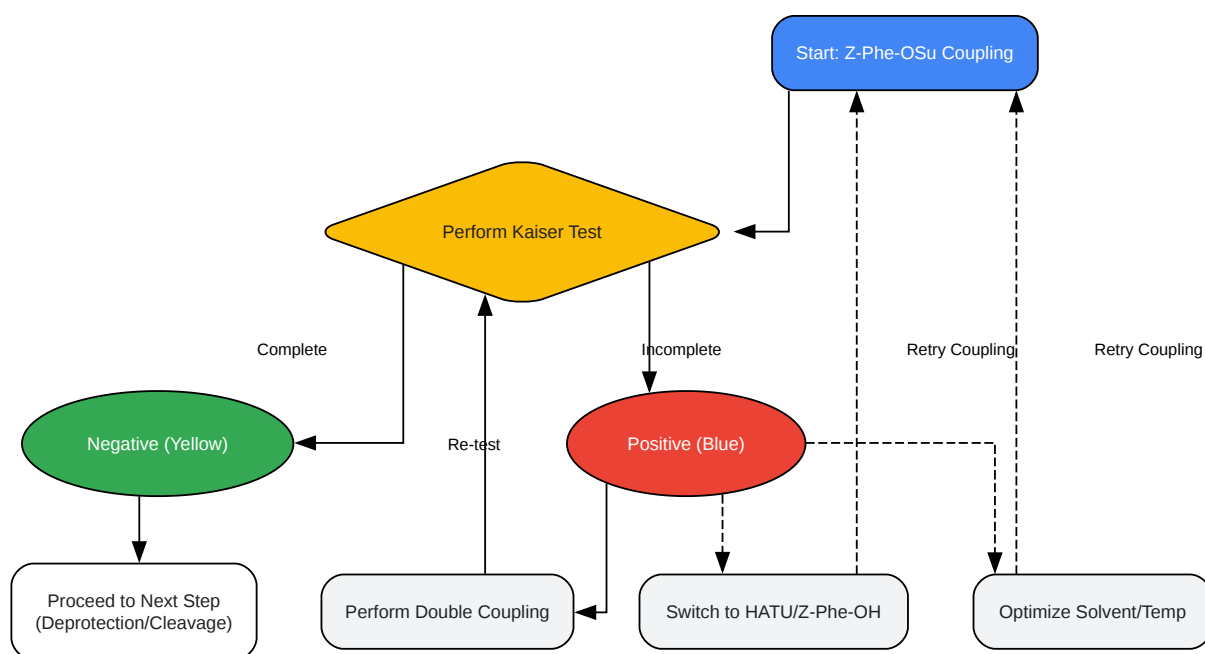 Start: Z-Phe-OSu Coupling
Perform Kaiser Test
Complete
Incomplete
Retry Coupling
Retry Coupling
Negative (Yellow)
Re-test
Positive (Blue)
Proceed to Next Step
(Deprotection/Cleavage)
Perform Double Coupling
Switch to HATU/Z-Phe-OH
Optimize Solvent/Temp